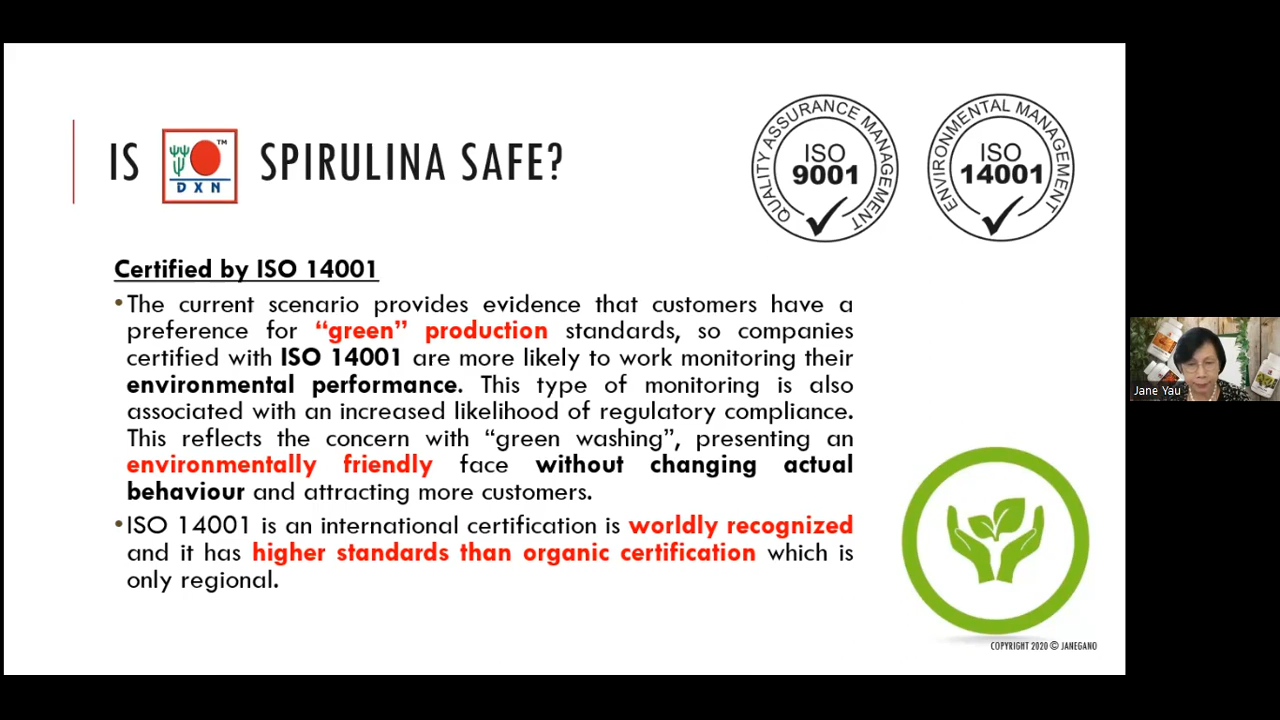 IS DXN™ SPIRULINA SAFE?
QUALITY ASSURANCE MANAGEMENT
ISO
9001
ENVIRONMENTAL MANAGEMENT
ISO
14001
Certified by ISO 14001
•The current scenario provides evidence that customers have a
preference for “green” production standards, so companies
certified with ISO 14001 are more likely to work monitoring their
environmental performance. This type of monitoring is also
associated with an increased likelihood of regulatory compliance.
This reflects the concern with “green washing”, presenting an
environmentally friendly face without changing actual
behaviour and attracting more customers.
•ISO 14001 is an international certification is worldly recognized
and it has higher standards than organic certification which is
only regional.
COPYRIGHT 2020 © JANEGANO
Jane Yau